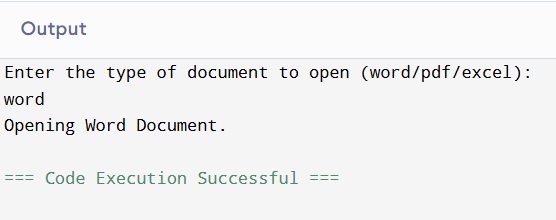 Output
Enter the type of document to open (word/pdf/excel):
word
Opening Word Document.
=== Code Execution Successful ===